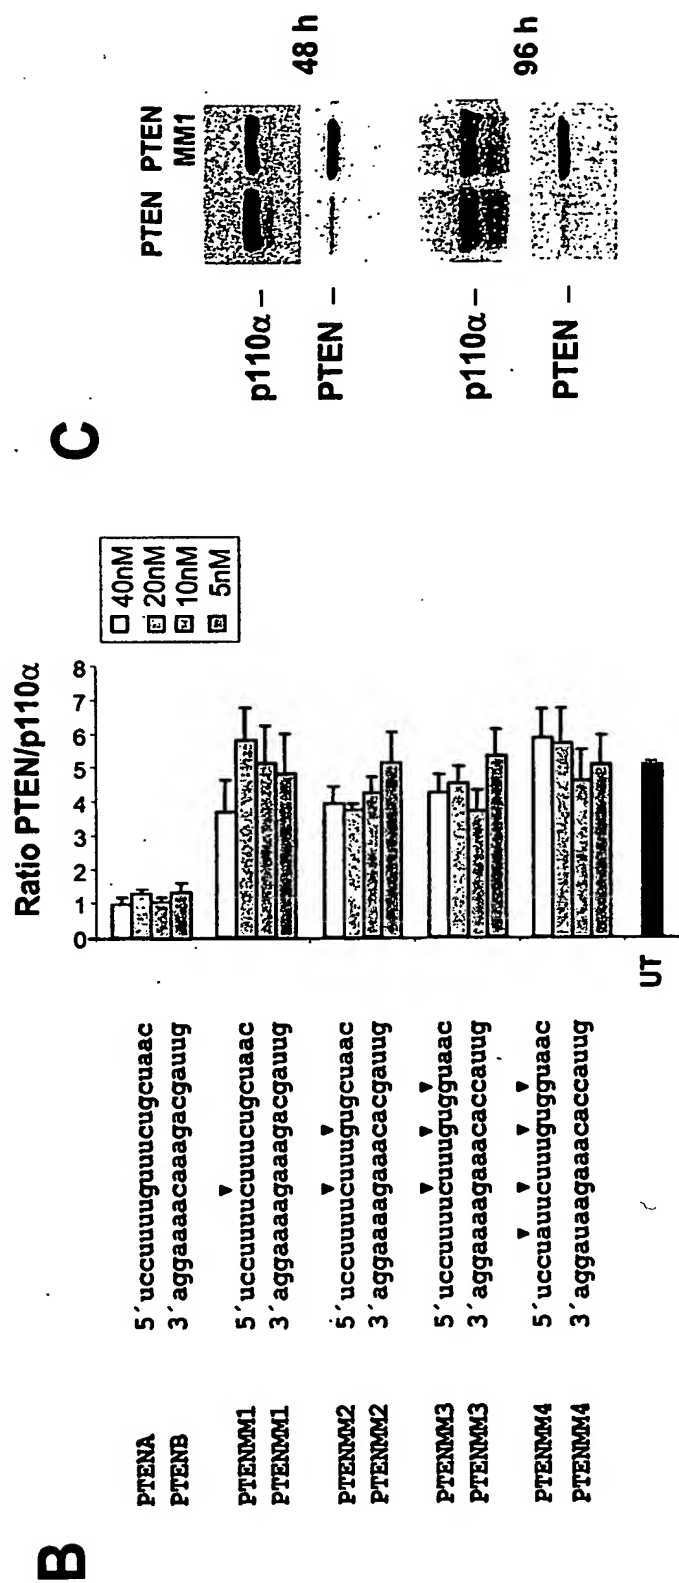 B
Ratio PTEN/p110α
0 1 2 3 4 5 6 7 8
40nM
20nM
10nM
5nM
PTENA 5´uccuuuuguuucugcuaac
PTENB 3´aggaaaacaaagacgauug
PTENMM1 5´uccuuuucuuucugcuaac
PTENMM1 3´aggaaaagaaagacgauug
PTENMM2 5´uccuuuucuuugugcuaac
PTENMM2 3´aggaaaagaaacacgauug
PTENMM3 5´uccuuuucuuugugguaac
PTENMM3 3´aggaaaagaaacaccauug
PTENMM4 5´uccuauucuuugugguaac
PTENMM4 3´aggauaagaaacaccauug
UT
C
PTEN PTEN
MM1
p110α –
PTEN –
48 h
p110α –
PTEN –
96 h